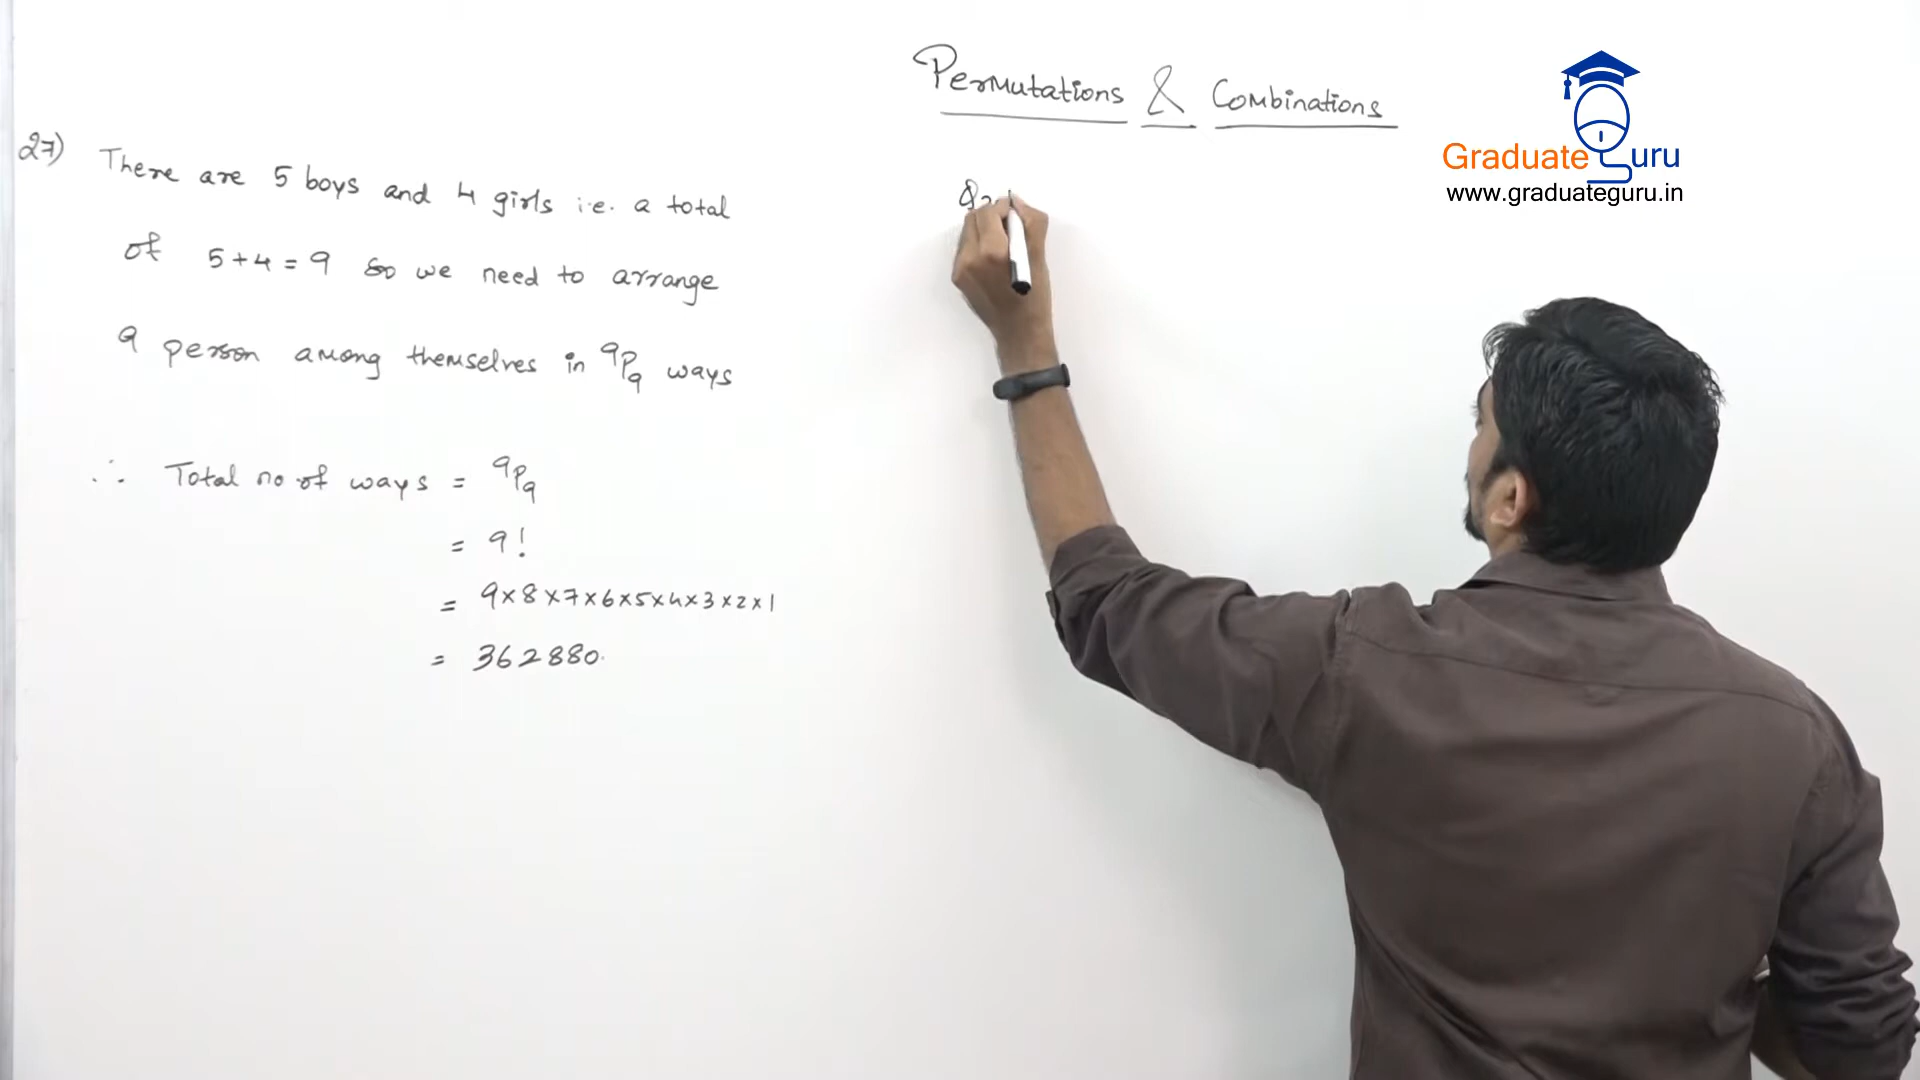 Permutations & Combinations
Graduate Guru
www.graduateguru.in
27) There are 5 boys and 4 girls i.e. a total
of 5+4=9 so we need to arrange
9 person among themselves in ⁹P₉ ways
∴ Total no of ways = ⁹P₉
= 9!
= 9×8×7×6×5×4×3×2×1
= 362880.